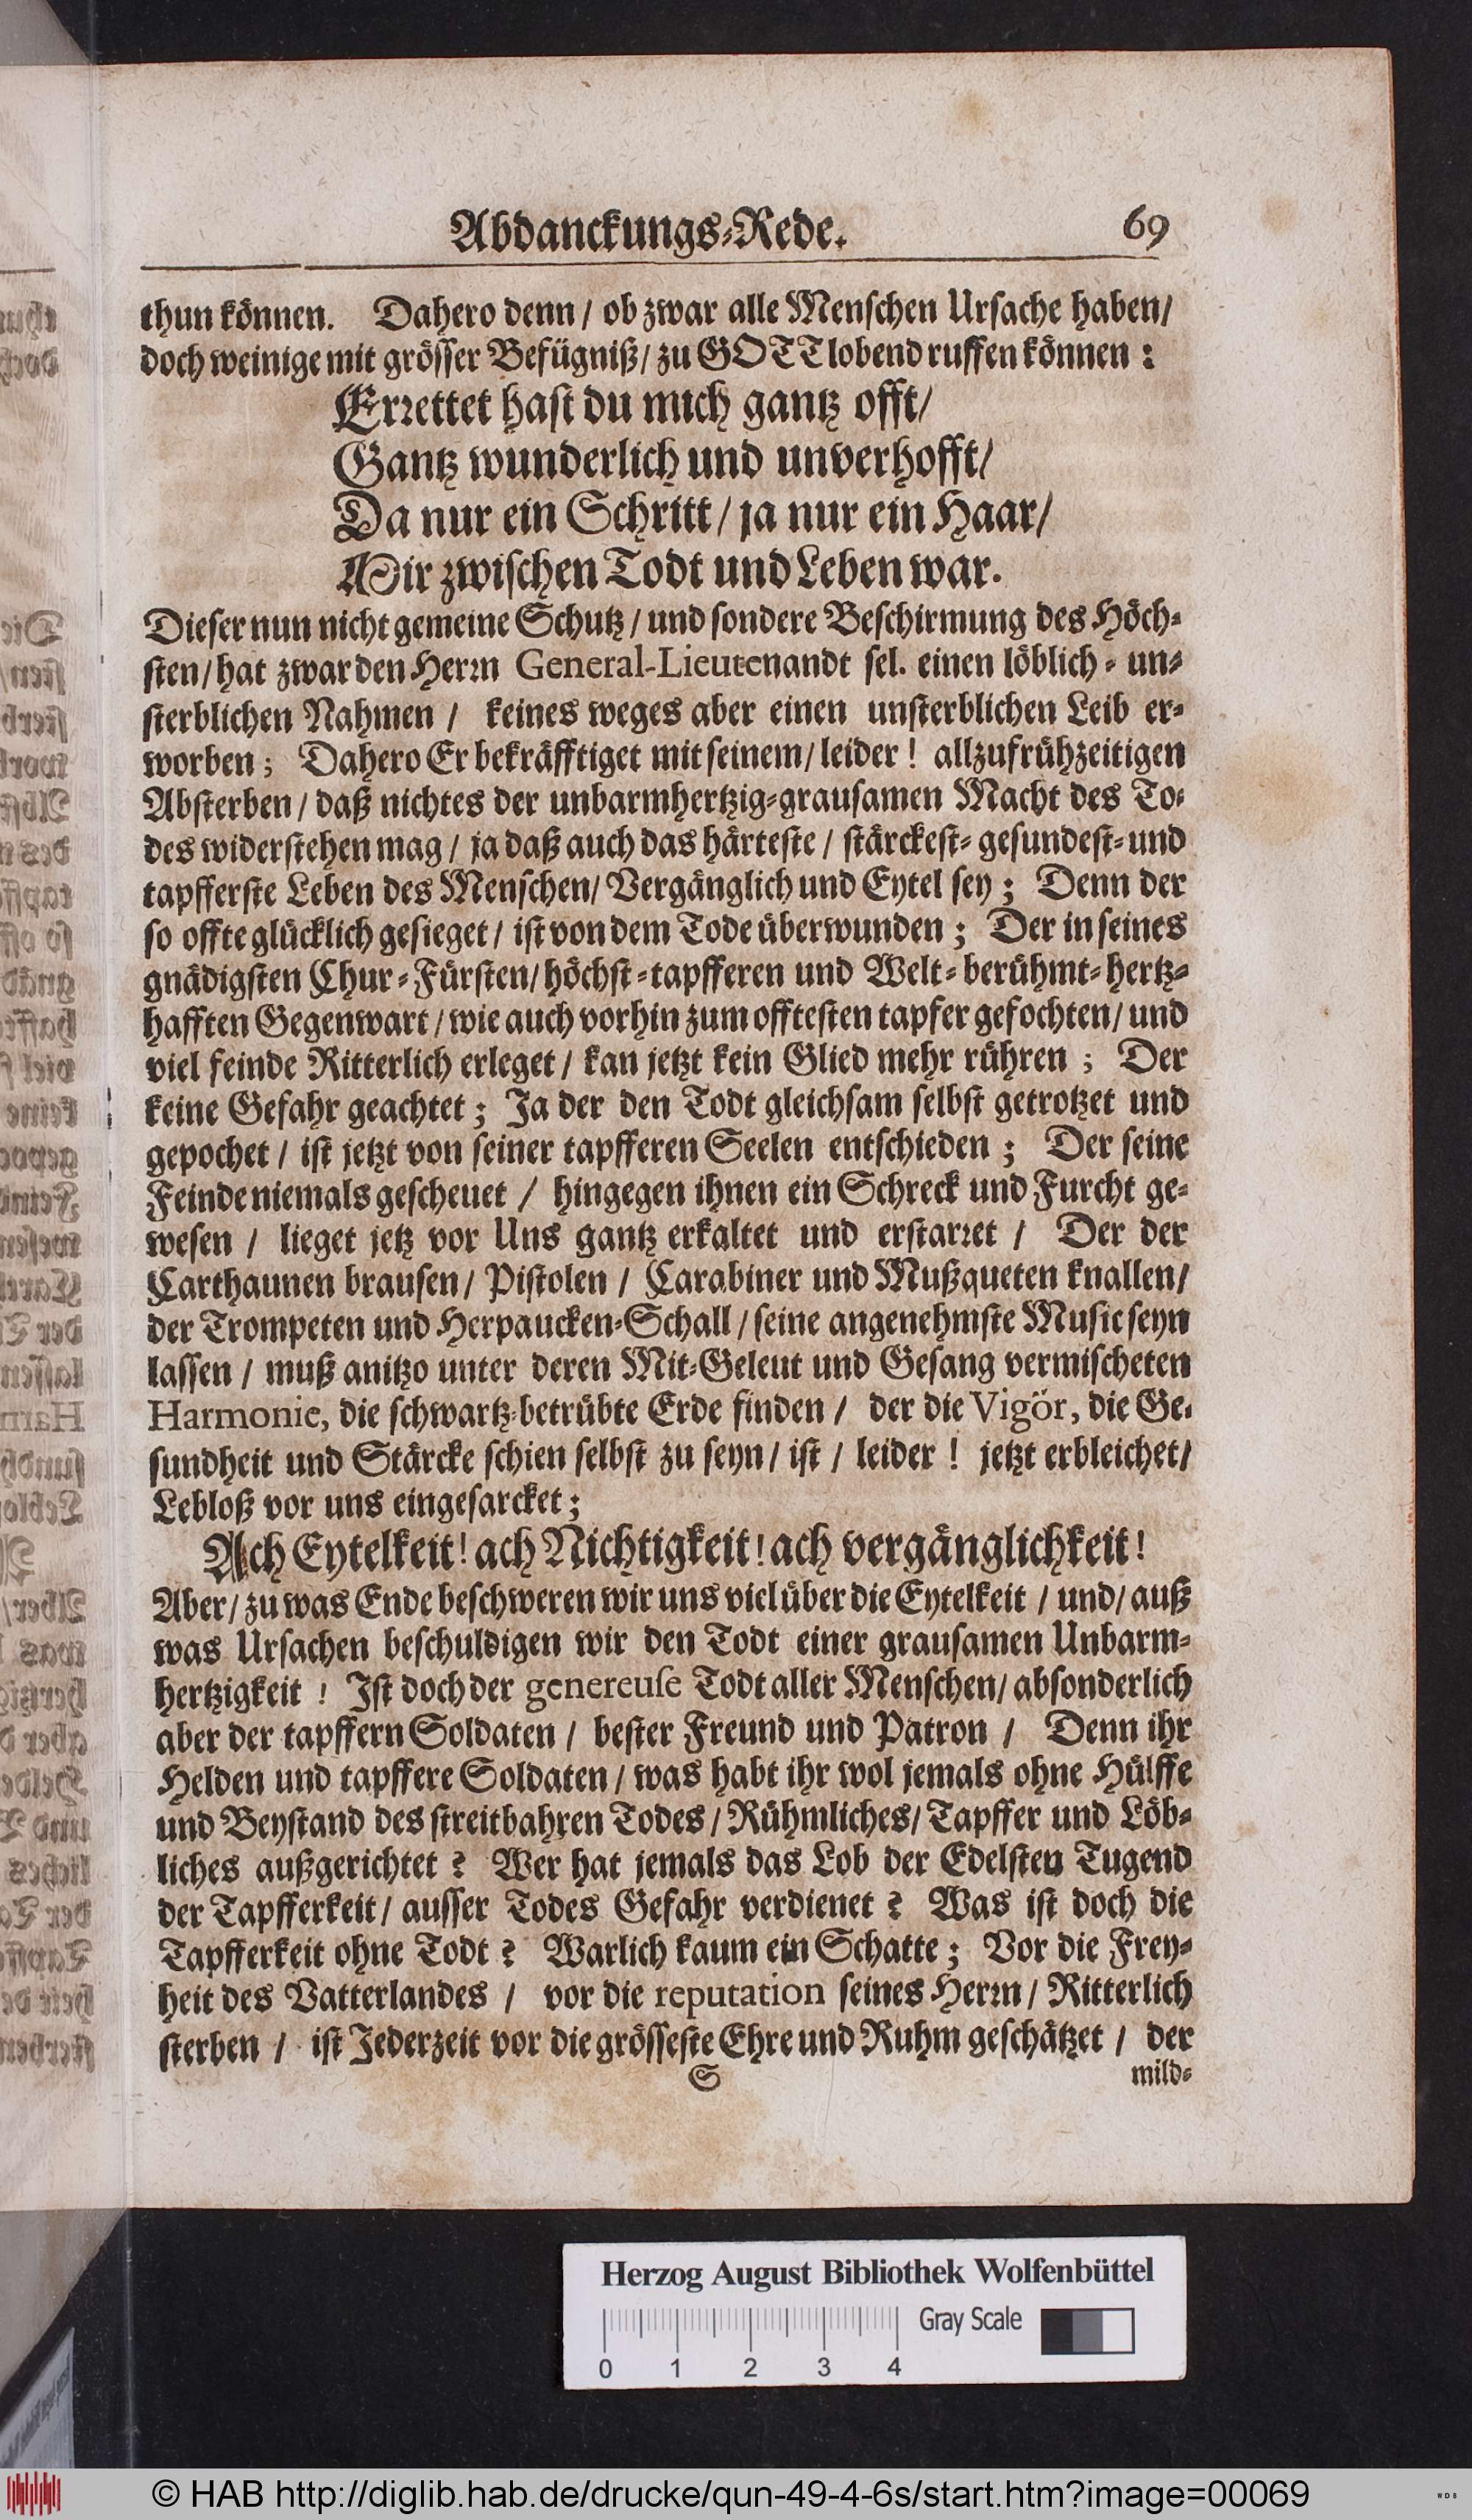 Abdanckungs-Rede. 69
thun können. Dahero denn / ob zwar alle Menschen Ursache haben/
doch weinige mit grösser Befügniß/ zu GOTT lobend ruffen können :
Errettet hast du mich gantz offt/
Gantz wunderlich und unverhofft/
Da nur ein Schritt / ja nur ein Haar/
Mir zwischen Todt und Leben war.
Dieser nun nicht gemeine Schutz / und sondere Beschirmung des Höch-
sten/ hat zwar den Herrn General-Lieutenandt sel. einen löblich- un-
sterblichen Nahmen / keines weges aber einen unsterblichen Leib er-
worben; Dahero Er bekräfftiget mit seinem/ leider ! allzufrühzeitigen
Absterben / daß nichtes der unbarmhertzig-grausamen Macht des To-
des widerstehen mag / ja daß auch das härteste / stärckest- gesundest- und
tapfferste Leben des Menschen/ Vergänglich und Eytel sey ; Denn der
so offte glücklich gesieget / ist von dem Tode überwunden ; Der in seines
gnädigsten Chur-Fürsten/ höchst-tapfferen und Welt-berühmt-hertz-
hafften Gegenwart / wie auch vorhin zum offtesten tapfer gefochten/ und
viel feinde Ritterlich erleget / kan jetzt kein Glied mehr rühren ; Der
keine Gefahr geachtet ; Ja der den Todt gleichsam selbst getrotzet und
gepochet / ist jetzt von seiner tapfferen Seelen entschieden ; Der seine
Feinde niemals gescheuet / hingegen ihnen ein Schreck und Furcht ge-
wesen / lieget jetz vor Uns gantz erkaltet und erstarret / Der der
Carthaunen brausen / Pistolen / Carabiner und Mußqueten knallen/
der Trompeten und Herpaucken-Schall / seine angenehmste Music seyn
lassen / muß anitzo unter deren Mit-Geleut und Gesang vermischeten
Harmonie, die schwartz-betrübte Erde finden / der die Vigör, die Ge-
sundheit und Stärcke schien selbst zu seyn/ ist / leider ! jetzt erbleichet/
Lebloß vor uns eingesarcket ;
Ach Eytelkeit! ach Nichtigkeit! ach vergänglichkeit!
Aber/ zu was Ende beschweren wir uns viel über die Eytelkeit / und/ auß
was Ursachen beschuldigen wir den Todt einer grausamen Unbarm-
hertzigkeit ! Ist doch der genereuse Todt aller Menschen/ absonderlich
aber der tapffern Soldaten / bester Freund und Patron / Denn ihr
Helden und tapffere Soldaten / was habt ihr wol jemals ohne Hülffe
und Beystand des streitbahren Todes / Rühmliches/ Tapffer und Löb-
liches außgerichtet ? Wer hat jemals das Lob der Edelsten Tugend
der Tapfferkeit / ausser Todes Gefahr verdienet ? Was ist doch die
Tapfferkeit ohne Todt ? Warlich kaum ein Schatte ; Vor die Frey-
heit des Vatterlandes / vor die reputation seines Herrn / Ritterlich
sterben / ist Jederzeit vor die grösseste Ehre und Ruhm geschätzet / der
S mild-
Herzog August Bibliothek Wolfenbüttel
Gray Scale
0 1 2 3 4
© HAB http://diglib.hab.de/drucke/qun-49-4-6s/start.htm?image=00069